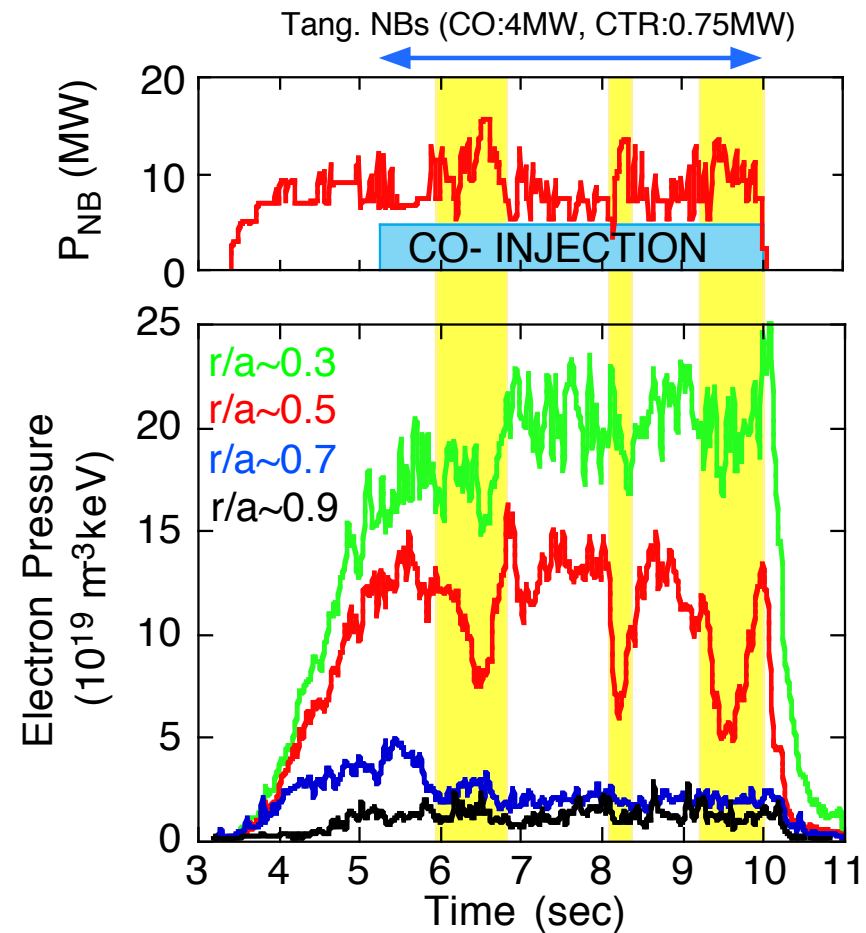 Tang. NBs (CO:4MW, CTR:0.75MW)
P_NB (MW)
20
10
0
CO- INJECTION
Electron Pressure
(10^19 m^-3 keV)
25
20
15
10
5
0
r/a~0.3
r/a~0.5
r/a~0.7
r/a~0.9
3 4 5 6 7 8 9 10 11
Time (sec)